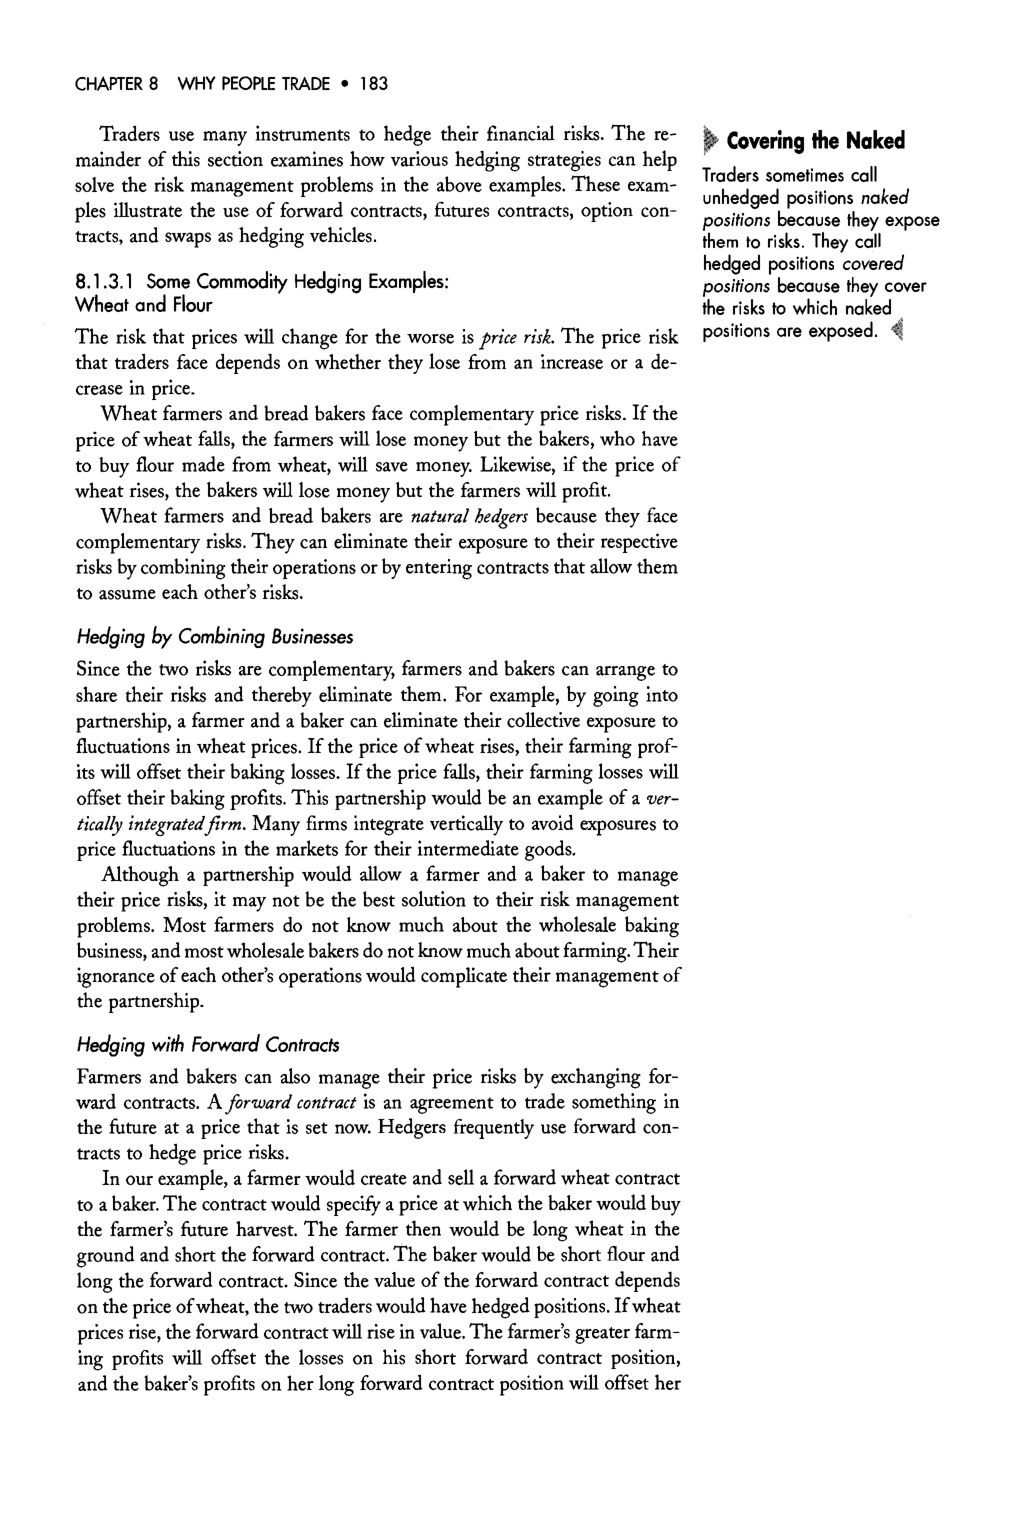 CHAPTER 8 WHY PEOPLE TRADE • 183
Traders use many instruments to hedge their financial risks. The re-
mainder of this section examines how various hedging strategies can help
solve the risk management problems in the above examples. These exam-
ples illustrate the use of forward contracts, futures contracts, option con-
tracts, and swaps as hedging vehicles.
8.1.3.1 Some Commodity Hedging Examples:
Wheat and Flour
The risk that prices will change for the worse is price risk. The price risk
that traders face depends on whether they lose from an increase or a de-
crease in price.
Wheat farmers and bread bakers face complementary price risks. If the
price of wheat falls, the farmers will lose money but the bakers, who have
to buy flour made from wheat, will save money. Likewise, if the price of
wheat rises, the bakers will lose money but the farmers will profit.
Wheat farmers and bread bakers are natural hedgers because they face
complementary risks. They can eliminate their exposure to their respective
risks by combining their operations or by entering contracts that allow them
to assume each other's risks.
Hedging by Combining Businesses
Since the two risks are complementary, farmers and bakers can arrange to
share their risks and thereby eliminate them. For example, by going into
partnership, a farmer and a baker can eliminate their collective exposure to
fluctuations in wheat prices. If the price of wheat rises, their farming prof-
its will offset their baking losses. If the price falls, their farming losses will
offset their baking profits. This partnership would be an example of a ver-
tically integrated firm. Many firms integrate vertically to avoid exposures to
price fluctuations in the markets for their intermediate goods.
Although a partnership would allow a farmer and a baker to manage
their price risks, it may not be the best solution to their risk management
problems. Most farmers do not know much about the wholesale baking
business, and most wholesale bakers do not know much about farming. Their
ignorance of each other's operations would complicate their management of
the partnership.
Hedging with Forward Contracts
Farmers and bakers can also manage their price risks by exchanging for-
ward contracts. A forward contract is an agreement to trade something in
the future at a price that is set now. Hedgers frequently use forward con-
tracts to hedge price risks.
In our example, a farmer would create and sell a forward wheat contract
to a baker. The contract would specify a price at which the baker would buy
the farmer's future harvest. The farmer then would be long wheat in the
ground and short the forward contract. The baker would be short flour and
long the forward contract. Since the value of the forward contract depends
on the price of wheat, the two traders would have hedged positions. If wheat
prices rise, the forward contract will rise in value. The farmer's greater farm-
ing profits will offset the losses on his short forward contract position,
and the baker's profits on her long forward contract position will offset her
Covering the Naked
Traders sometimes call
unhedged positions naked
positions because they expose
them to risks. They call
hedged positions covered
positions because they cover
the risks to which naked
positions are exposed.